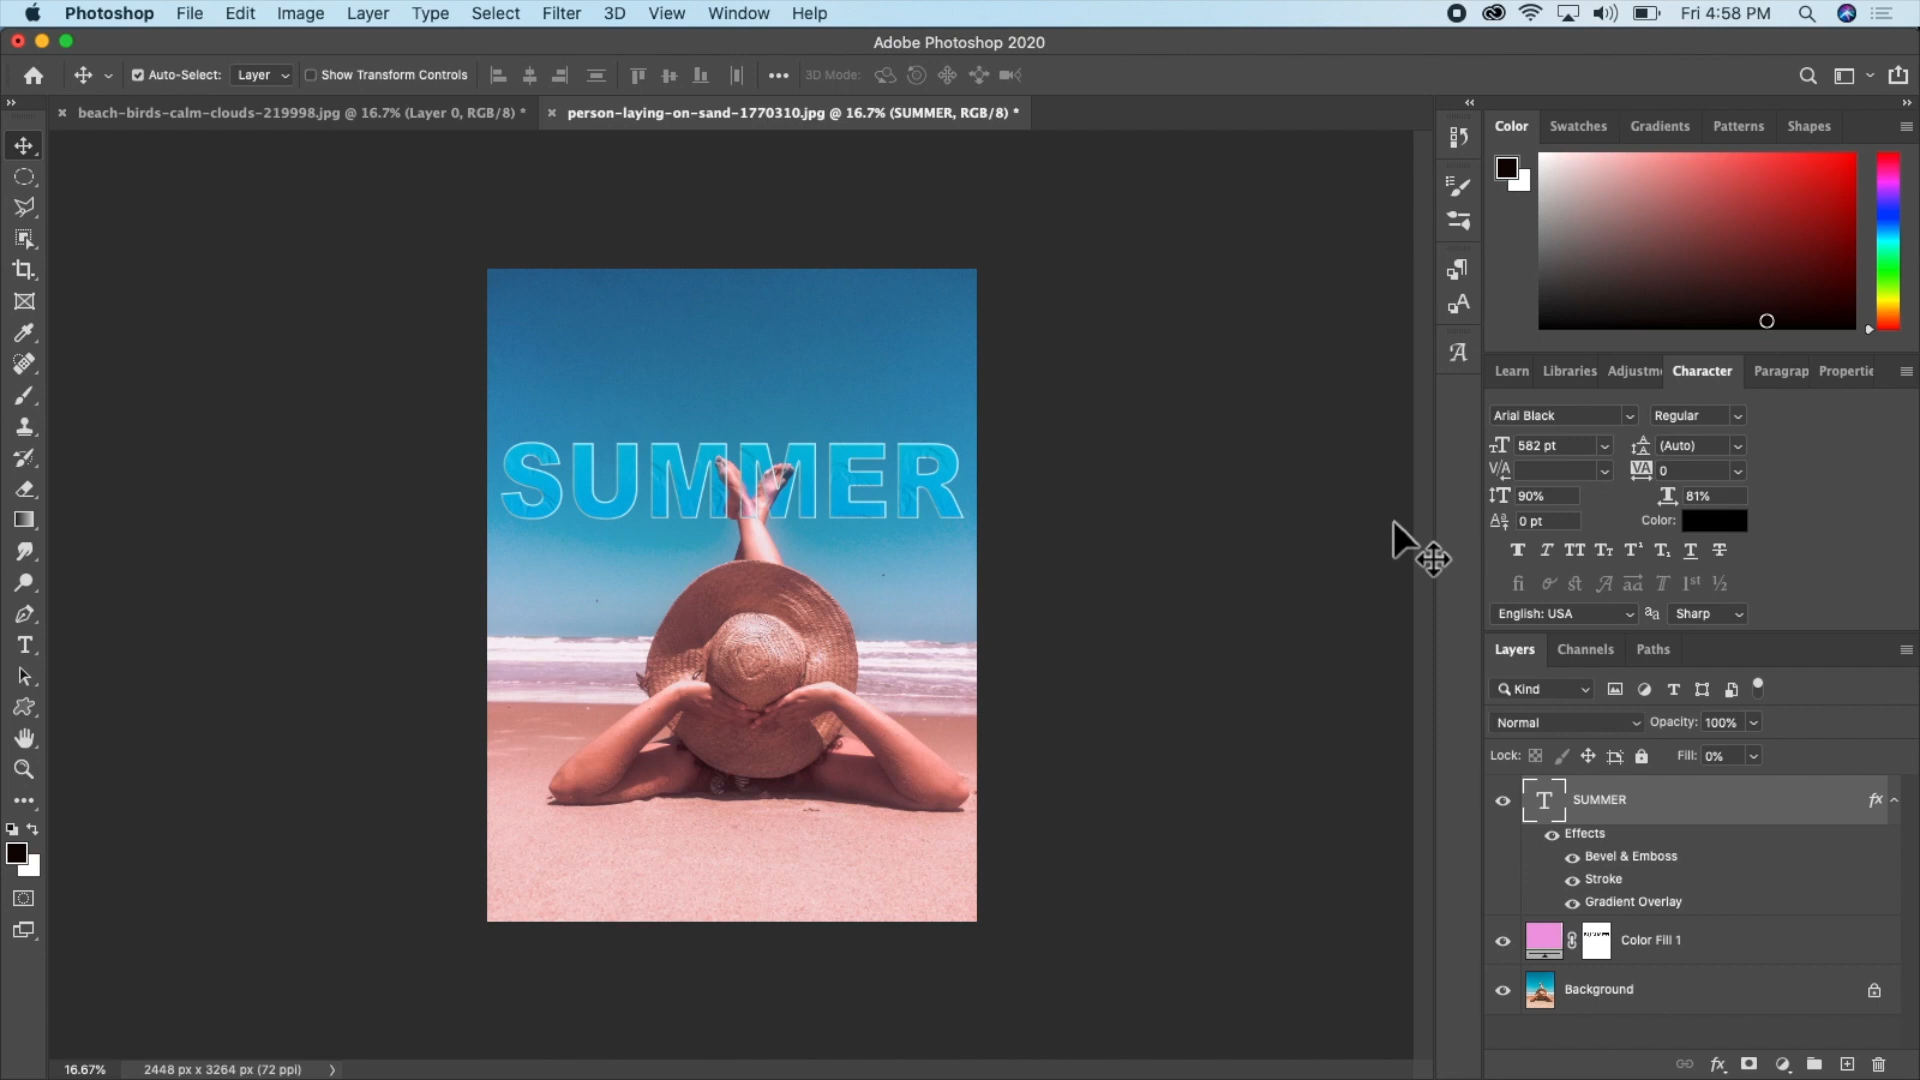 Photoshop File Edit Image Layer Type Select Filter 3D View Window Help Fri 4:58 PM
Adobe Photoshop 2020
Auto-Select: Layer Show Transform Controls 3D Mode:
beach-birds-calm-clouds-219998.jpg @ 16.7% (Layer 0, RGB/8) * person-laying-on-sand-1770310.jpg @ 16.7% (SUMMER, RGB/8) *
Color Swatches Gradients Patterns Shapes
Learn Libraries Adjustm Character Paragrap Propertie
Arial Black Regular
582 pt (Auto)
0
90% 81%
0 pt Color:
English: USA Sharp
SUMMER
Layers Channels Paths
Kind
Normal Opacity: 100%
Lock: Fill: 0%
SUMMER fx
Effects
Bevel & Emboss
Stroke
Gradient Overlay
Color Fill 1
Background
16.67% 2448 px x 3264 px (72 ppi)